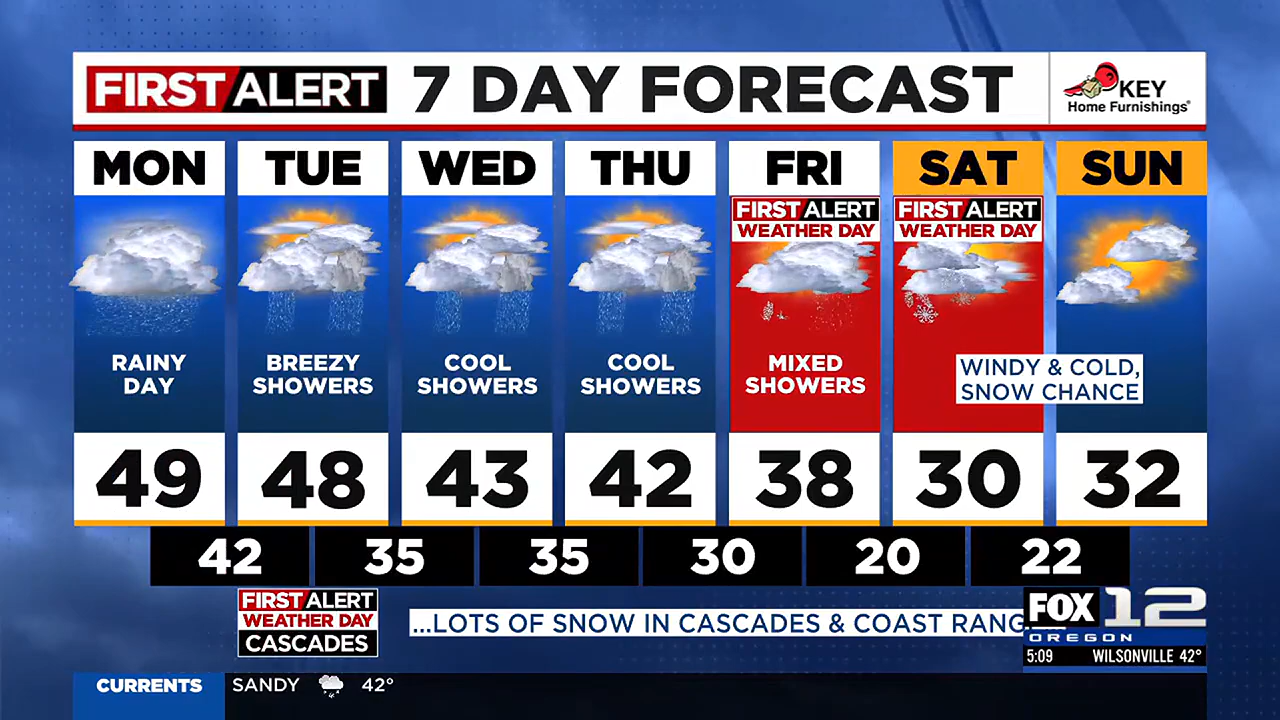 FIRST ALERT 7 DAY FORECAST
KEY
Home Furnishings®
MON TUE WED THU FRI SAT SUN
FIRST ALERT
WEATHER DAY
FIRST ALERT
WEATHER DAY
RAINY
DAY
BREEZY
SHOWERS
COOL
SHOWERS
COOL
SHOWERS
MIXED
SHOWERS
WINDY & COLD,
SNOW CHANCE
49 48 43 42 38 30 32
42 35 35 30 20 22
FIRST ALERT
WEATHER DAY
CASCADES
...LOTS OF SNOW IN CASCADES & COAST RANG
FOX 12
OREGON
5:09 WILSONVILLE 42°
CURRENTS SANDY 42°